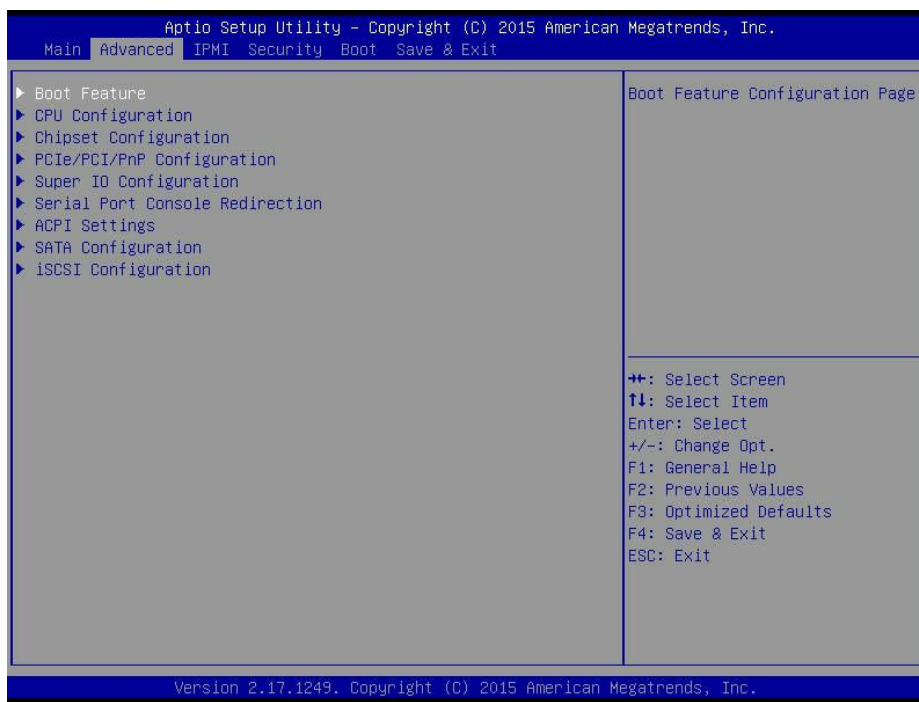 Aptio Setup Utility - Copyright (C) 2015 American Megatrends, Inc.
Main Advanced IPMI Security Boot Save & Exit
Boot Feature
CPU Configuration
Chipset Configuration
PCIe/PCI/PnP Configuration
Super IO Configuration
Serial Port Console Redirection
ACPI Settings
SATA Configuration
iSCSI Configuration
Boot Feature Configuration Page
→←: Select Screen
↑↓: Select Item
Enter: Select
+/-: Change Opt.
F1: General Help
F2: Previous Values
F3: Optimized Defaults
F4: Save & Exit
ESC: Exit
Version 2.17.1249. Copyright (C) 2015 American Megatrends, Inc.